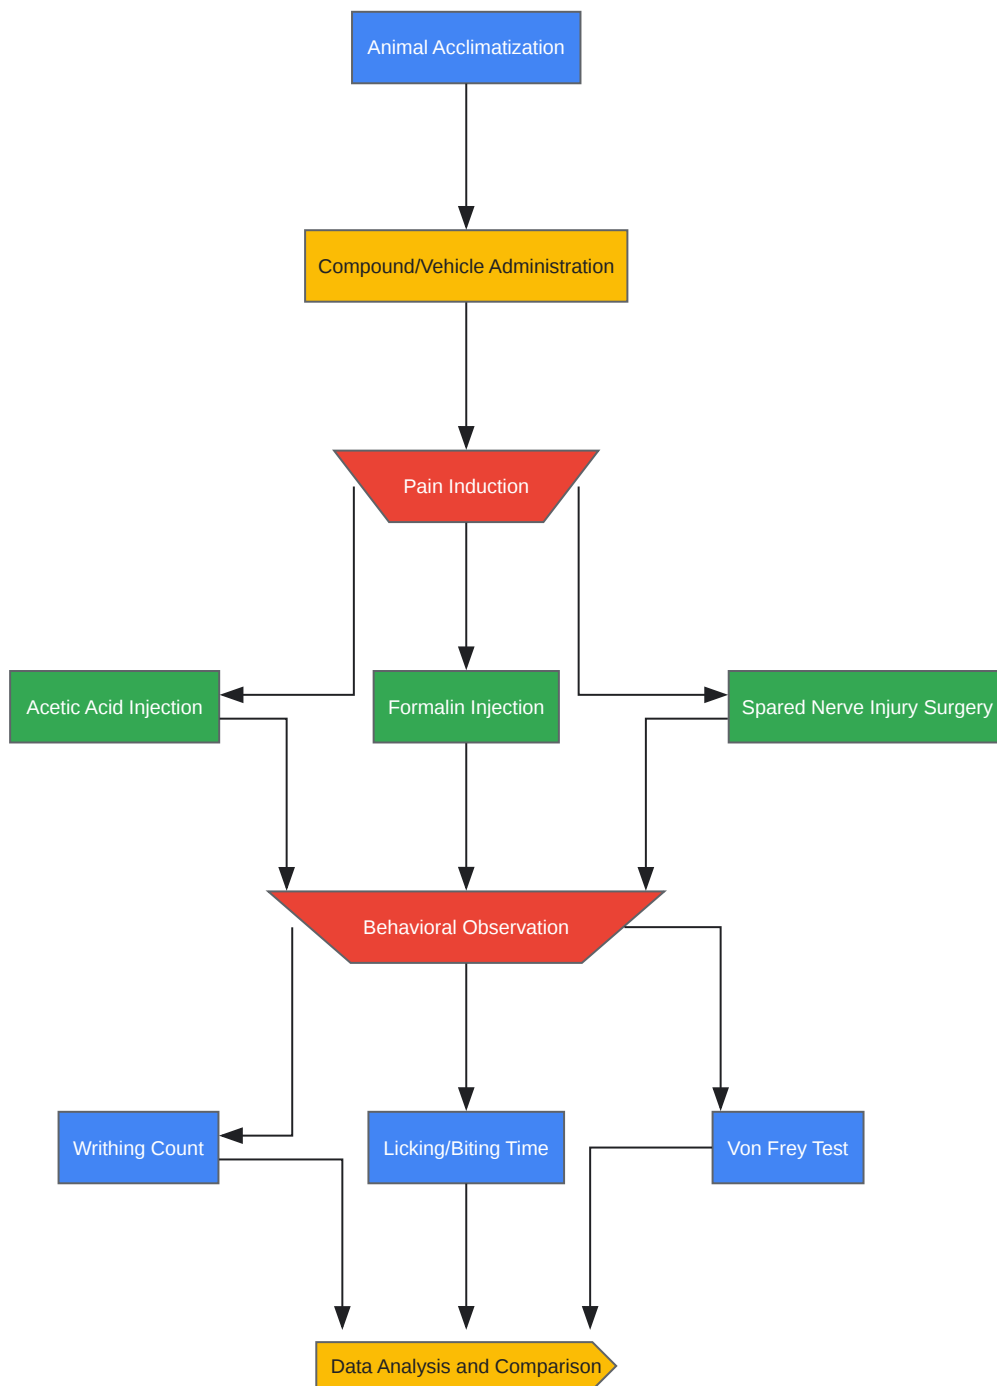 Animal Acclimatization
Compound/Vehicle Administration
Pain Induction
Acetic Acid Injection
Formalin Injection
Spared Nerve Injury Surgery
Behavioral Observation
Writhing Count
Licking/Biting Time
Von Frey Test
Data Analysis and Comparison